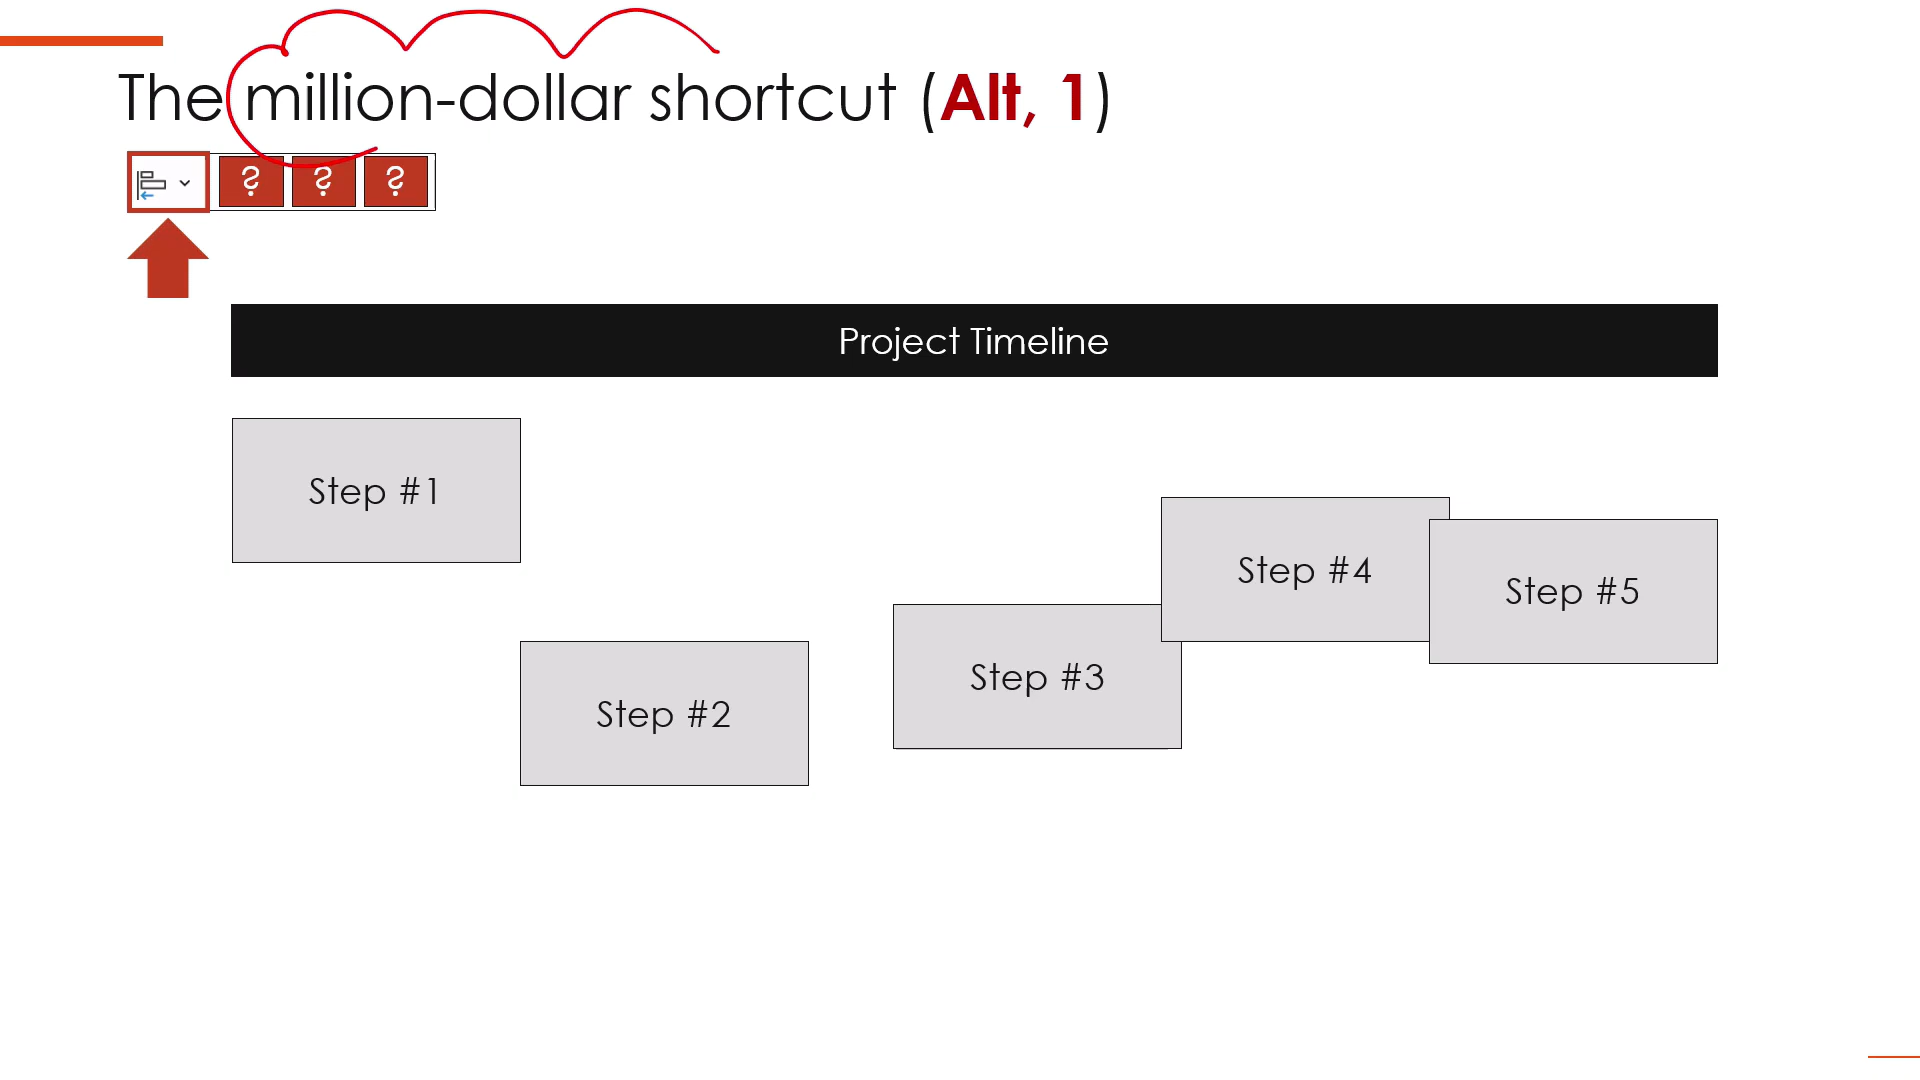 The million-dollar shortcut (Alt, 1)
? ? ?
Project Timeline
Step #1
Step #4
Step #5
Step #3
Step #2